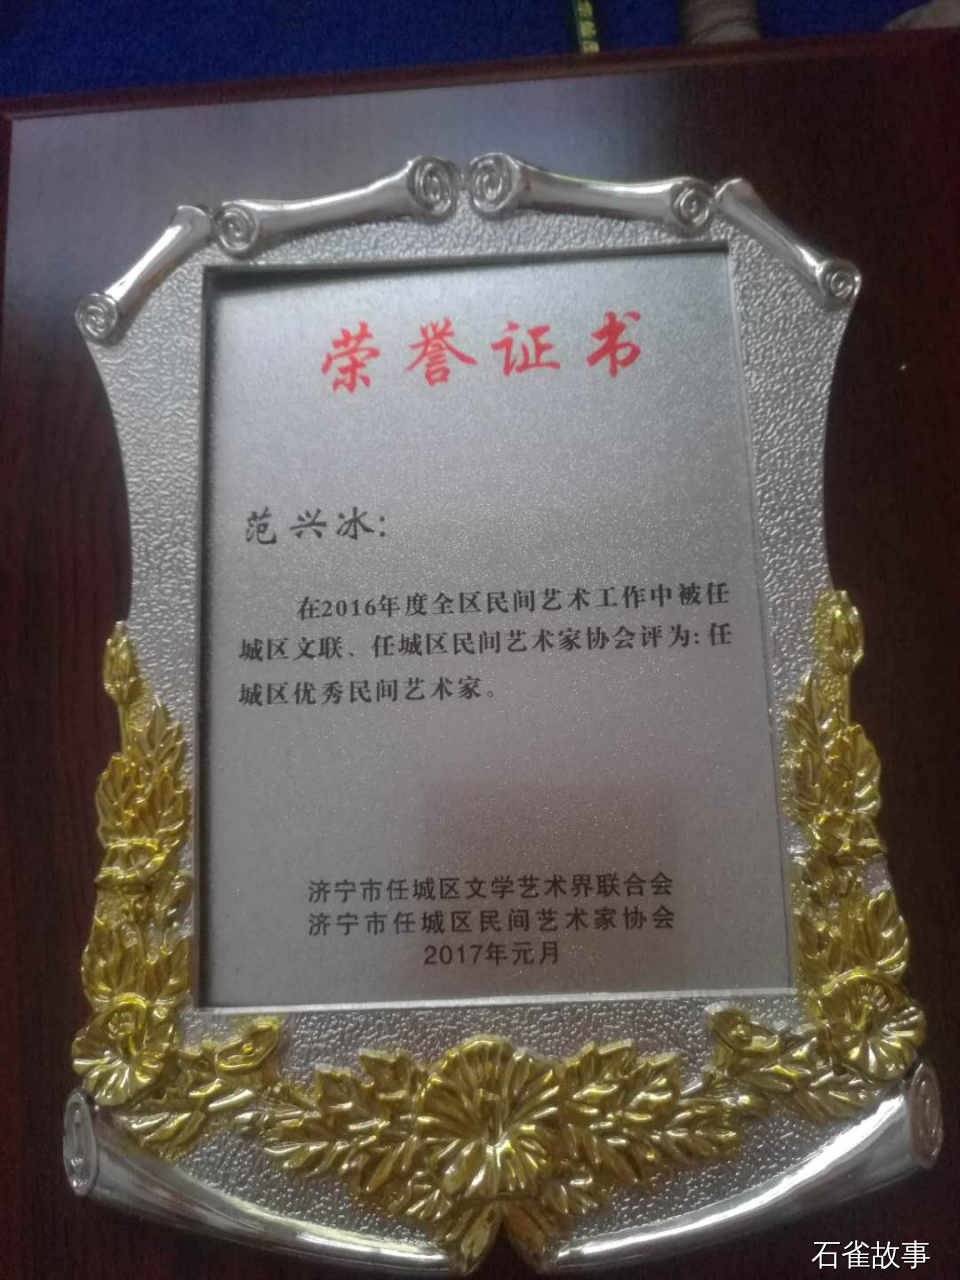 荣誉证书
范兴冰:
在2016年度全区民间艺术工作中被任
城区文联、任城区民间艺术家协会评为:任
城区优秀民间艺术家。
济宁市任城区文学艺术界联合会
济宁市任城区民间艺术家协会
2017年元月
石雀故事